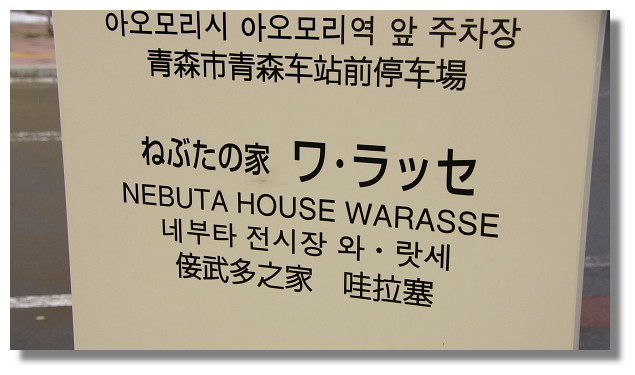 아오모리시 아오모리역 앞 주차장
青森市青森车站前停车場
ねぶたの家 ワ・ラッセ
NEBUTA HOUSE WARASSE
네부타 전시장 와・랏세
倿武多之家 哇拉塞